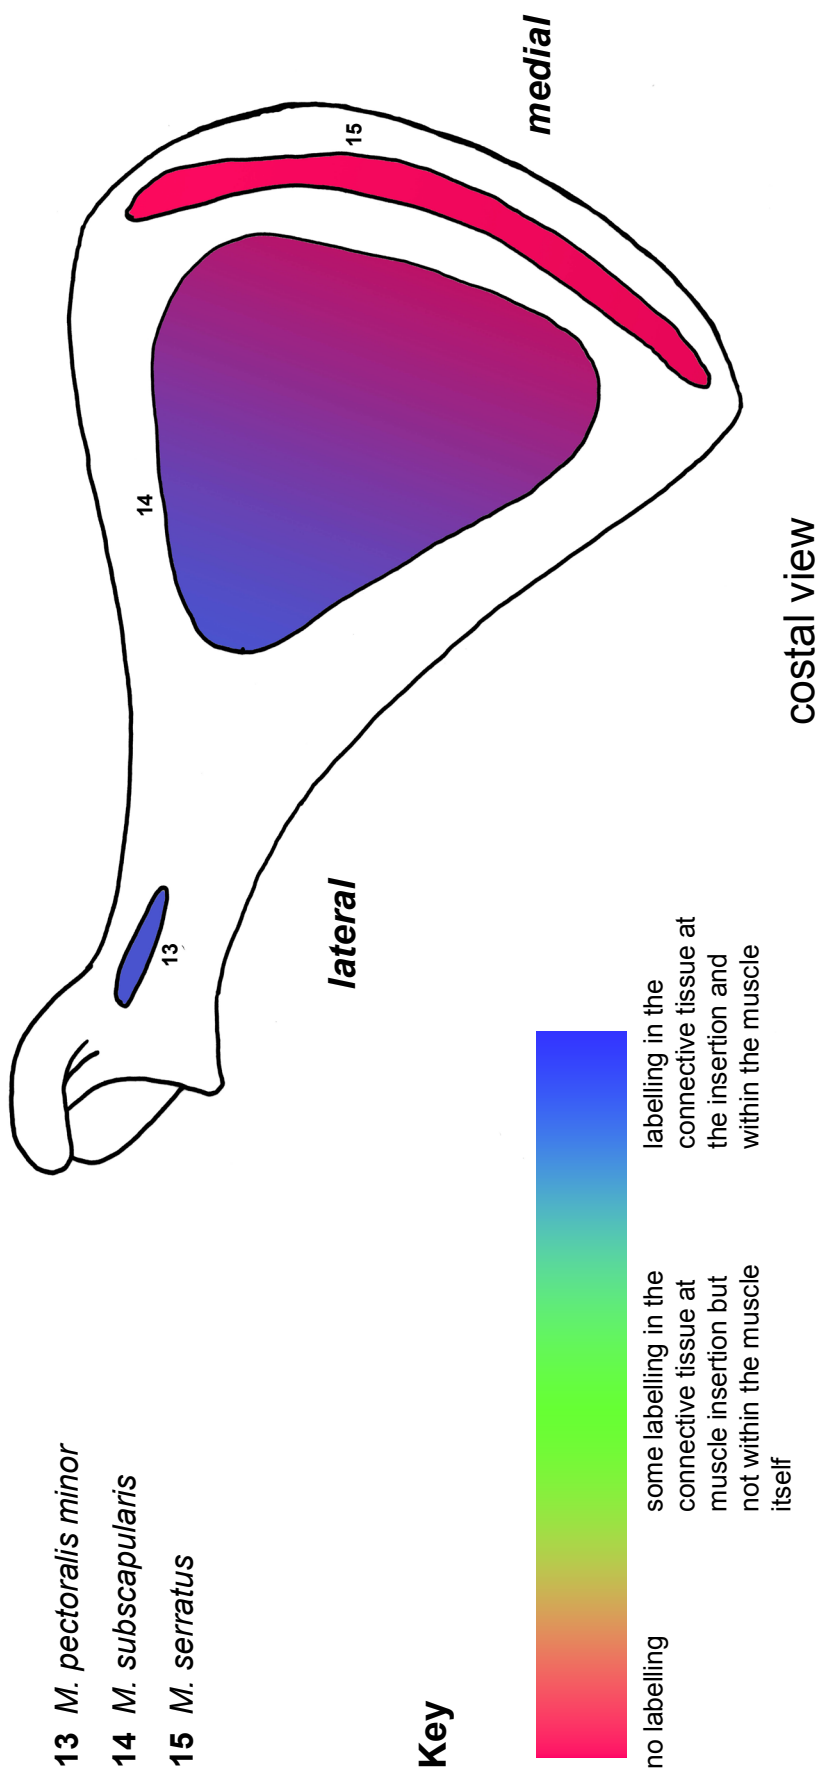 13 M. pectoralis minor
14 M. subscapularis
15 M. serratus
13
14
15
lateral
medial
Key
no labelling
some labelling in the
connective tissue at
muscle insertion but
not within the muscle
itself
labelling in the
connective tissue at
the insertion and
within the muscle
costal view